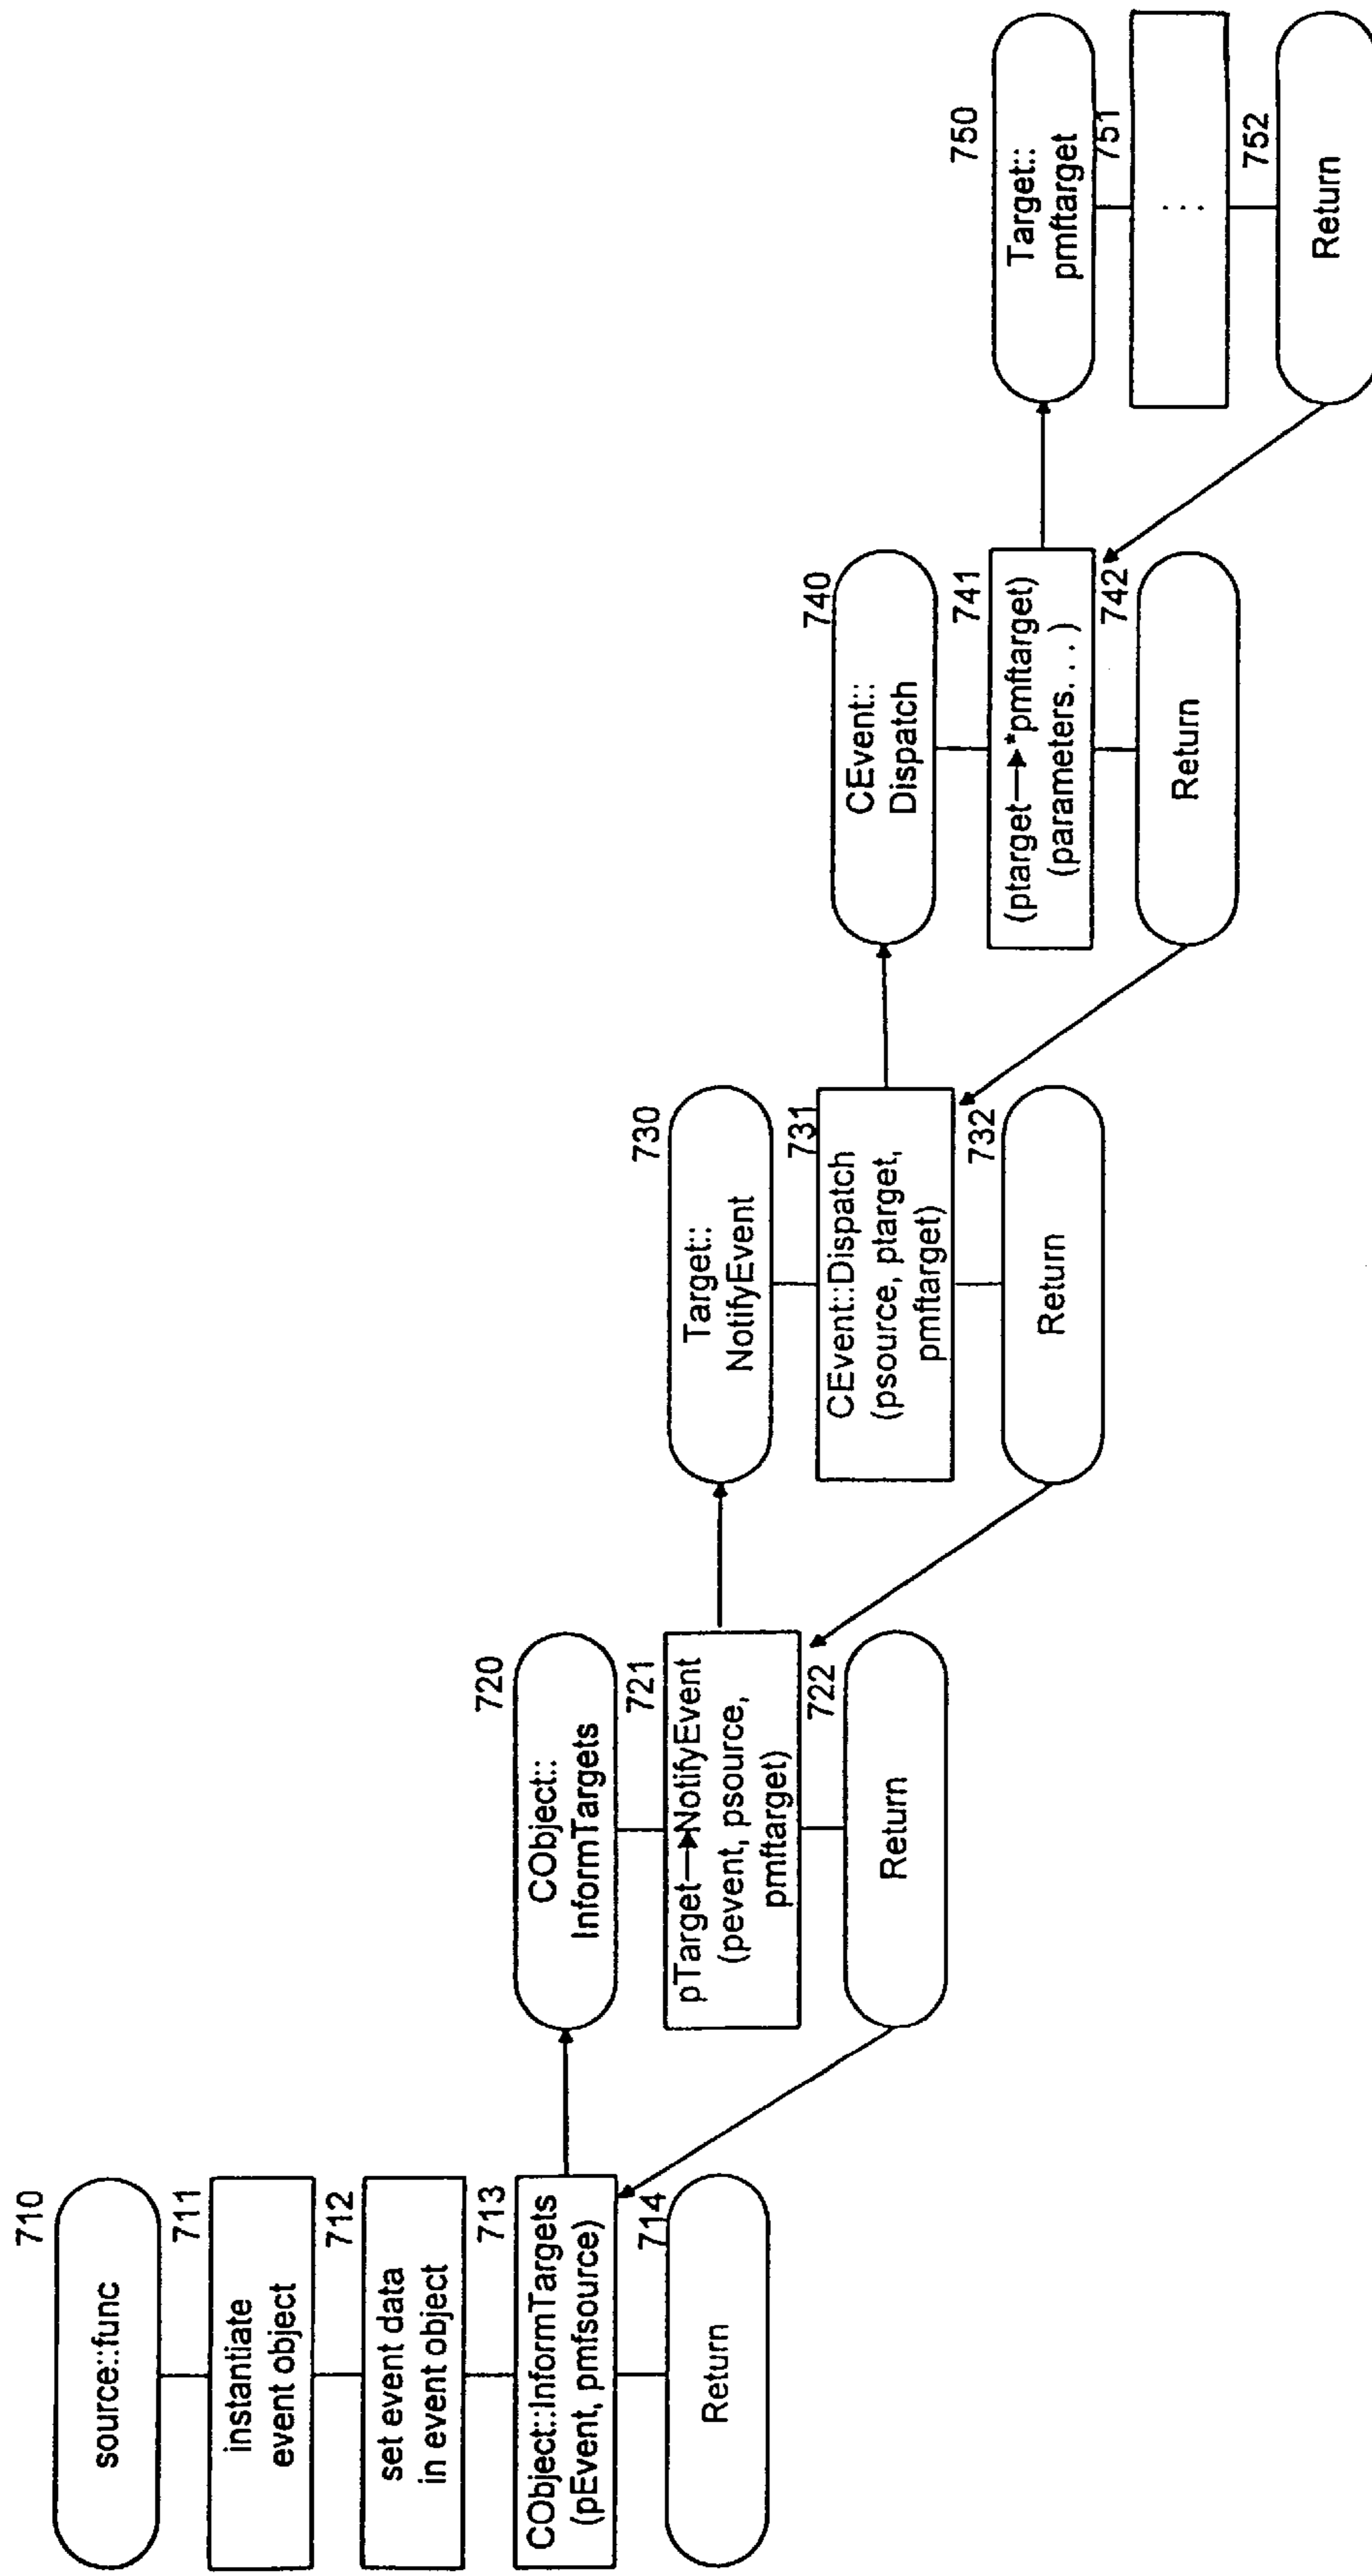 710
source::func
711
instantiate
event object
712
set event data
in event object
713
CObject::InformTargets
(pEvent, pmfsource)
714
Return
720
CObject::
InformTargets
721
pTarget→NotifyEvent
(pevent, psource,
pmftarget)
722
Return
730
Target::
NotifyEvent
731
CEvent::Dispatch
(psource, ptarget,
pmftarget)
732
Return
740
CEvent::
Dispatch
741
(ptarget→*pmftarget)
(parameters. . .)
742
Return
750
Target::
pmftarget
751
. . .
752
Return